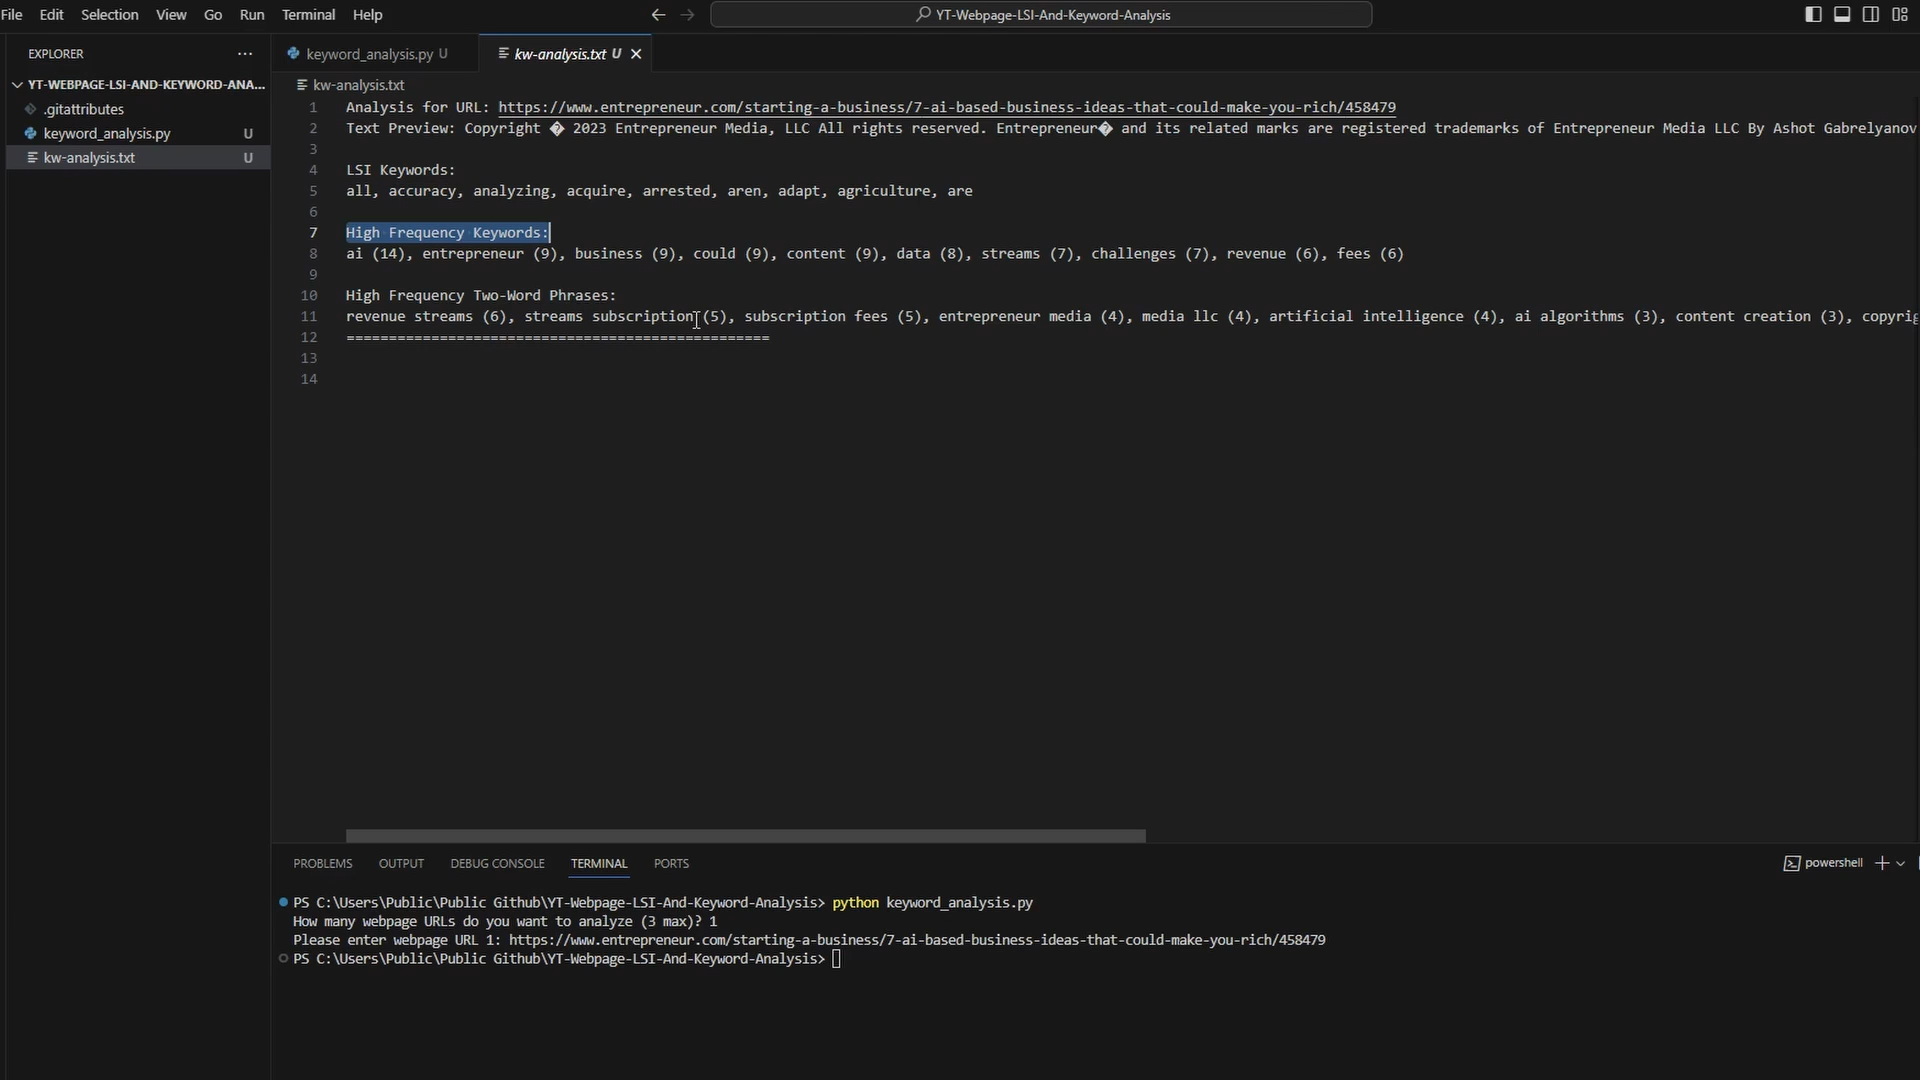 File Edit Selection View Go Run Terminal Help
YT-Webpage-LSI-And-Keyword-Analysis
EXPLORER
YT-WEBPAGE-LSI-AND-KEYWORD-ANA...
.gitattributes
keyword_analysis.py U
kw-analysis.txt U
keyword_analysis.py U
kw-analysis.txt U
kw-analysis.txt
1 Analysis for URL: https://www.entrepreneur.com/starting-a-business/7-ai-based-business-ideas-that-could-make-you-rich/458479
2 Text Preview: Copyright � 2023 Entrepreneur Media, LLC All rights reserved. Entrepreneur� and its related marks are registered trademarks of Entrepreneur Media LLC By Ashot Gabrelyanov
3
4 LSI Keywords:
5 all, accuracy, analyzing, acquire, arrested, aren, adapt, agriculture, are
6
7 High Frequency Keywords:
8 ai (14), entrepreneur (9), business (9), could (9), content (9), data (8), streams (7), challenges (7), revenue (6), fees (6)
9
10 High Frequency Two-Word Phrases:
11 revenue streams (6), streams subscription (5), subscription fees (5), entrepreneur media (4), media llc (4), artificial intelligence (4), ai algorithms (3), content creation (3), copyrig
12 ==================================================
13
14
PROBLEMS OUTPUT DEBUG CONSOLE TERMINAL PORTS
powershell
PS C:\Users\Public\Public Github\YT-Webpage-LSI-And-Keyword-Analysis> python keyword_analysis.py
How many webpage URLs do you want to analyze (3 max)? 1
Please enter webpage URL 1: https://www.entrepreneur.com/starting-a-business/7-ai-based-business-ideas-that-could-make-you-rich/458479
PS C:\Users\Public\Public Github\YT-Webpage-LSI-And-Keyword-Analysis>